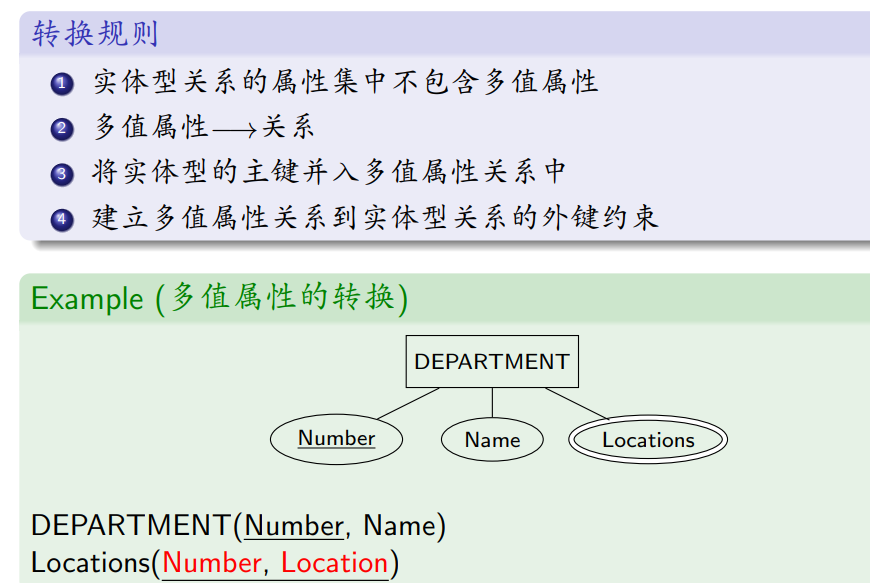 转换规则
1 实体型关系的属性集中不包含多值属性
2 多值属性⟶关系
3 将实体型的主键并入多值属性关系中
4 建立多值属性关系到实体型关系的外键约束
Example (多值属性的转换)
DEPARTMENT
Number Name Locations
DEPARTMENT(Number, Name)
Locations(Number, Location)